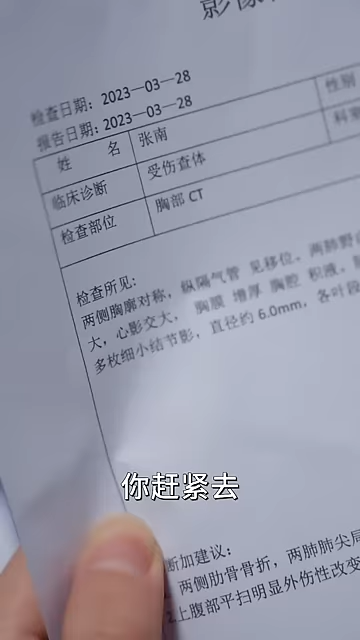 影像
检查日期：2023—03—28
报告日期：2023—03—28
姓 名 张南 性别
临床诊断 受伤查体 科室
检查部位 胸部 CT
检查所见：
两侧胸廓对称，纵隔气管 见移位。两肺野
大，心影交大， 胸膜 增厚 胸腔 积液。
多枚细小结节影，直径约 6.0mm，各叶段
你赶紧去
断加建议：
两侧肋骨骨折，两肺肺尖局
上腹部平扫明显外伤性改变